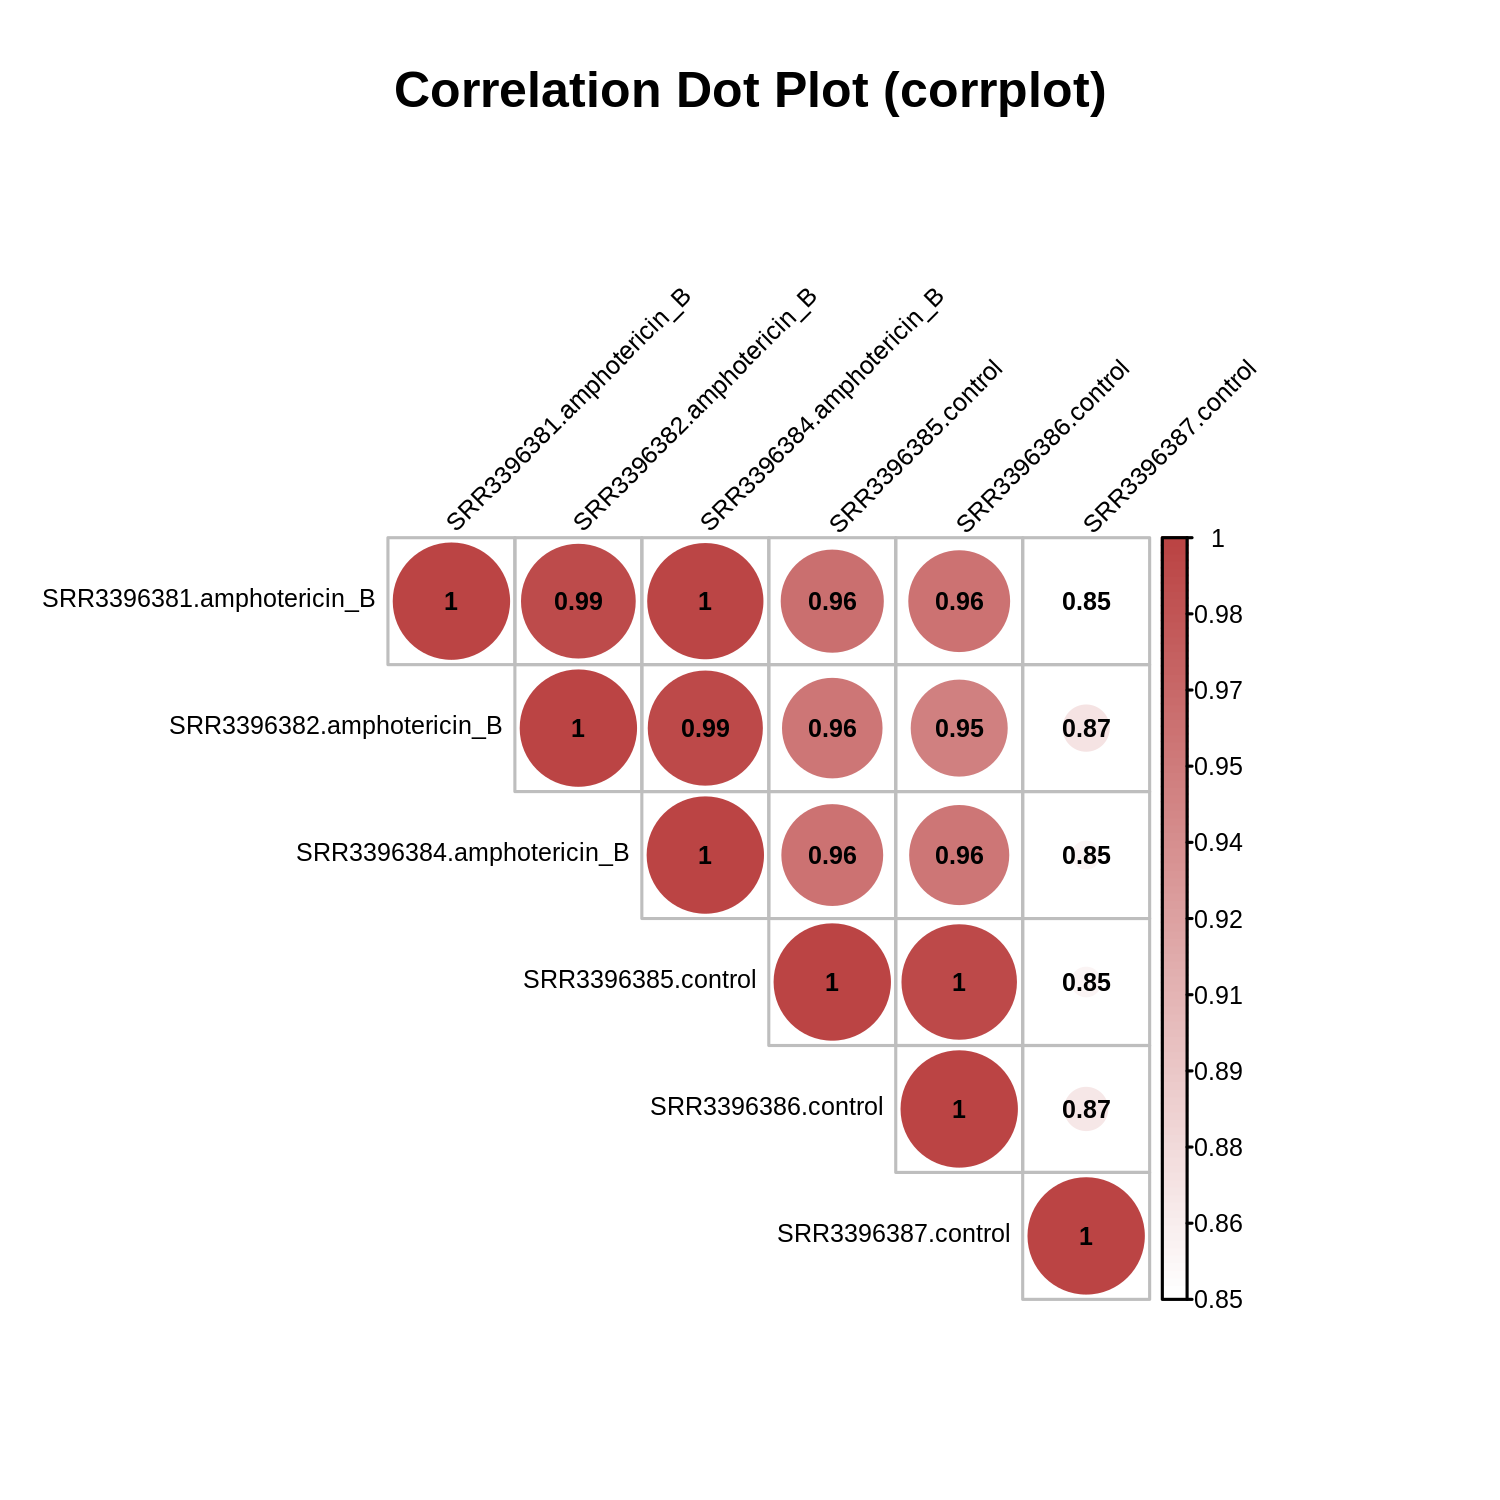 Correlation Dot Plot (corrplot)
SRR3396381.amphotericin_B
SRR3396382.amphotericin_B
SRR3396384.amphotericin_B
SRR3396385.control
SRR3396386.control
SRR3396387.control
SRR3396381.amphotericin_B 1 0.99 1 0.96 0.96 0.85
SRR3396382.amphotericin_B 1 0.99 0.96 0.95 0.87
SRR3396384.amphotericin_B 1 0.96 0.96 0.85
SRR3396385.control 1 1 0.85
SRR3396386.control 1 0.87
SRR3396387.control 1
1
0.98
0.97
0.95
0.94
0.92
0.91
0.89
0.88
0.86
0.85